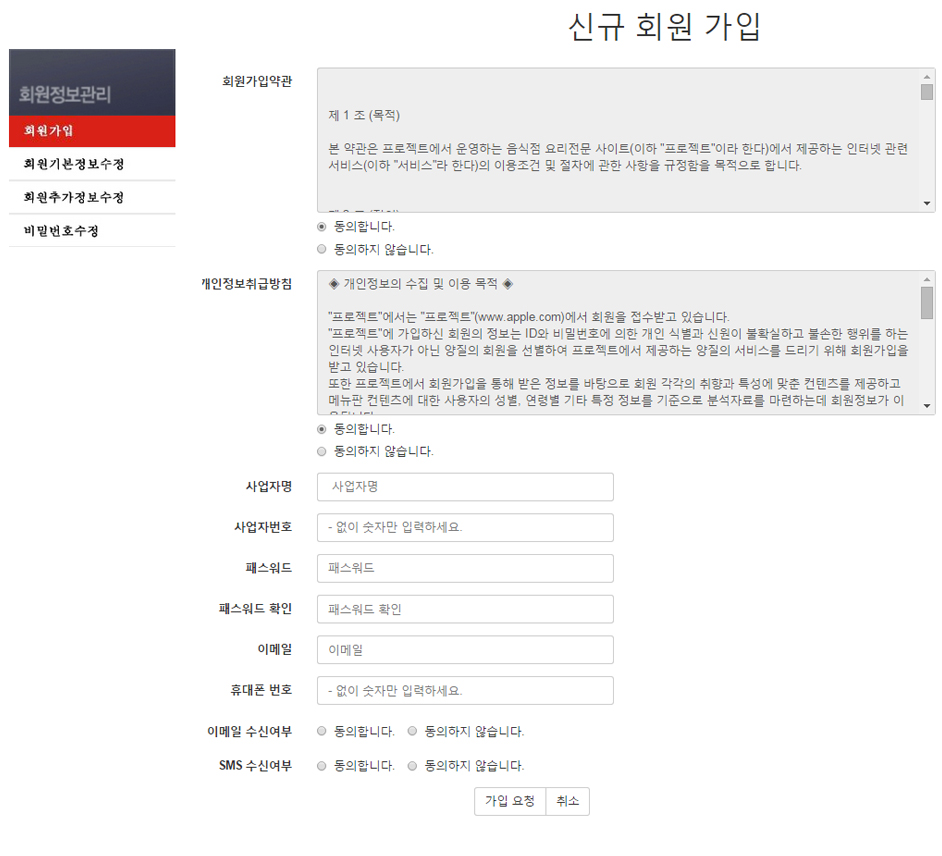 신규 회원 가입
회원정보관리
회원가입
회원기본정보수정
회원추가정보수정
비밀번호수정
회원가입약관
제 1 조 (목적)
본 약관은 프로젝트에서 운영하는 음식점 요리전문 사이트(이하 "프로젝트"이라 한다)에서 제공하는 인터넷 관련
서비스(이하 "서비스"라 한다)의 이용조건 및 절차에 관한 사항을 규정함을 목적으로 합니다.
동의합니다.
동의하지 않습니다.
개인정보취급방침
◈ 개인정보의 수집 및 이용 목적 ◈
"프로젝트"에서는 "프로젝트"(www.apple.com)에서 회원을 접수받고 있습니다.
"프로젝트"에 가입하신 회원의 정보는 ID와 비밀번호에 의한 개인 식별과 신원이 불확실하고 불손한 행위를 하는
인터넷 사용자가 아닌 양질의 회원을 선별하여 프로젝트에서 제공하는 양질의 서비스를 드리기 위해 회원가입을
받고 있습니다.
또한 프로젝트에서 회원가입을 통해 받은 정보를 바탕으로 회원 각각의 취향과 특성에 맞춘 컨텐츠를 제공하고
메뉴판 컨텐츠에 대한 사용자의 성별, 연령별 기타 특정 정보를 기준으로 분석자료를 마련하는데 회원정보가 이
동의합니다.
동의하지 않습니다.
사업자명 사업자명
사업자번호 - 없이 숫자만 입력하세요.
패스워드 패스워드
패스워드 확인 패스워드 확인
이메일 이메일
휴대폰 번호 - 없이 숫자만 입력하세요.
이메일 수신여부 동의합니다. 동의하지 않습니다.
SMS 수신여부 동의합니다. 동의하지 않습니다.
가입 요청 취소